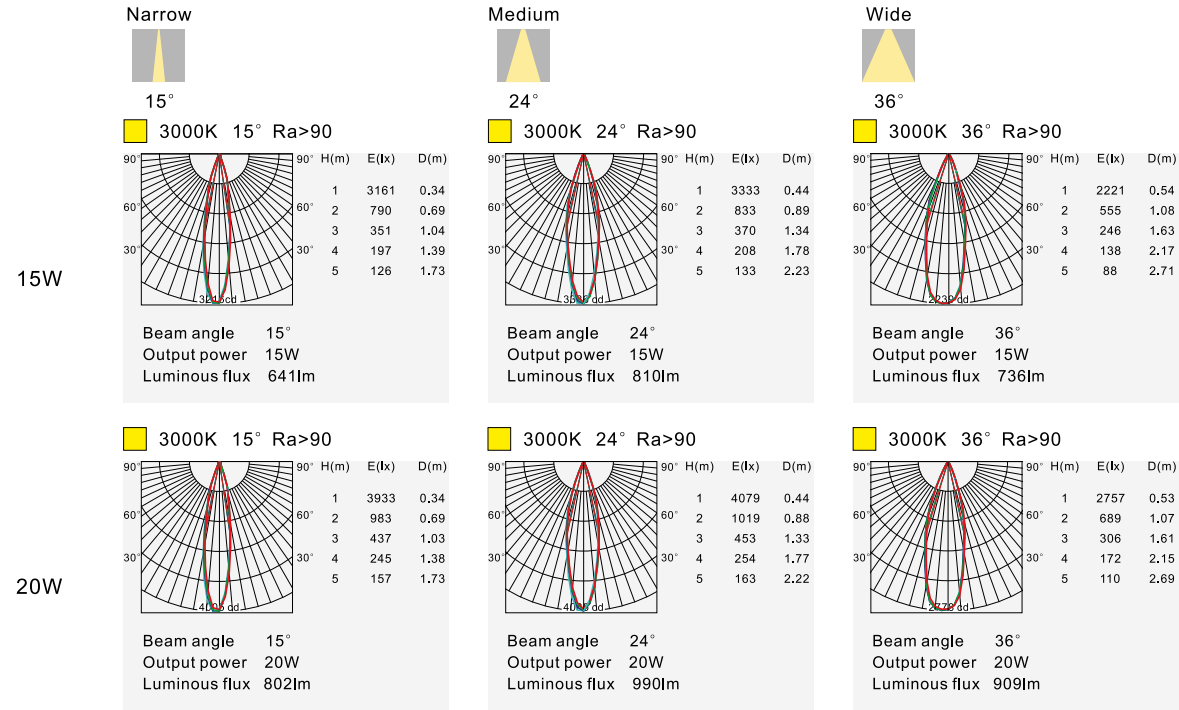 Narrow
15°
Medium
24°
Wide
36°
15W
3000K 15° Ra>90
90° 90° H(m) E(lx) D(m)
1 3161 0.34
60° 60° 2 790 0.69
3 351 1.04
30° 30° 4 197 1.39
5 126 1.73
3215cd
Beam angle 15°
Output power 15W
Luminous flux 641lm
3000K 24° Ra>90
90° 90° H(m) E(lx) D(m)
1 3333 0.44
60° 60° 2 833 0.89
3 370 1.34
30° 30° 4 208 1.78
5 133 2.23
cd
Beam angle 24°
Output power 15W
Luminous flux 810lm
3000K 36° Ra>90
90° 90° H(m) E(lx) D(m)
1 2221 0.54
60° 60° 2 555 1.08
3 246 1.63
30° 30° 4 138 2.17
5 88 2.71
2239 cd
Beam angle 36°
Output power 15W
Luminous flux 736lm
20W
3000K 15° Ra>90
90° 90° H(m) E(lx) D(m)
1 3933 0.34
60° 60° 2 983 0.69
3 437 1.03
30° 30° 4 245 1.38
5 157 1.73
cd
Beam angle 15°
Output power 20W
Luminous flux 802lm
3000K 24° Ra>90
90° 90° H(m) E(lx) D(m)
1 4079 0.44
60° 60° 2 1019 0.88
3 453 1.33
30° 30° 4 254 1.77
5 163 2.22
cd
Beam angle 24°
Output power 20W
Luminous flux 990lm
3000K 36° Ra>90
90° 90° H(m) E(lx) D(m)
1 2757 0.53
60° 60° 2 689 1.07
3 306 1.61
30° 30° 4 172 2.15
5 110 2.69
2778 cd
Beam angle 36°
Output power 20W
Luminous flux 909lm